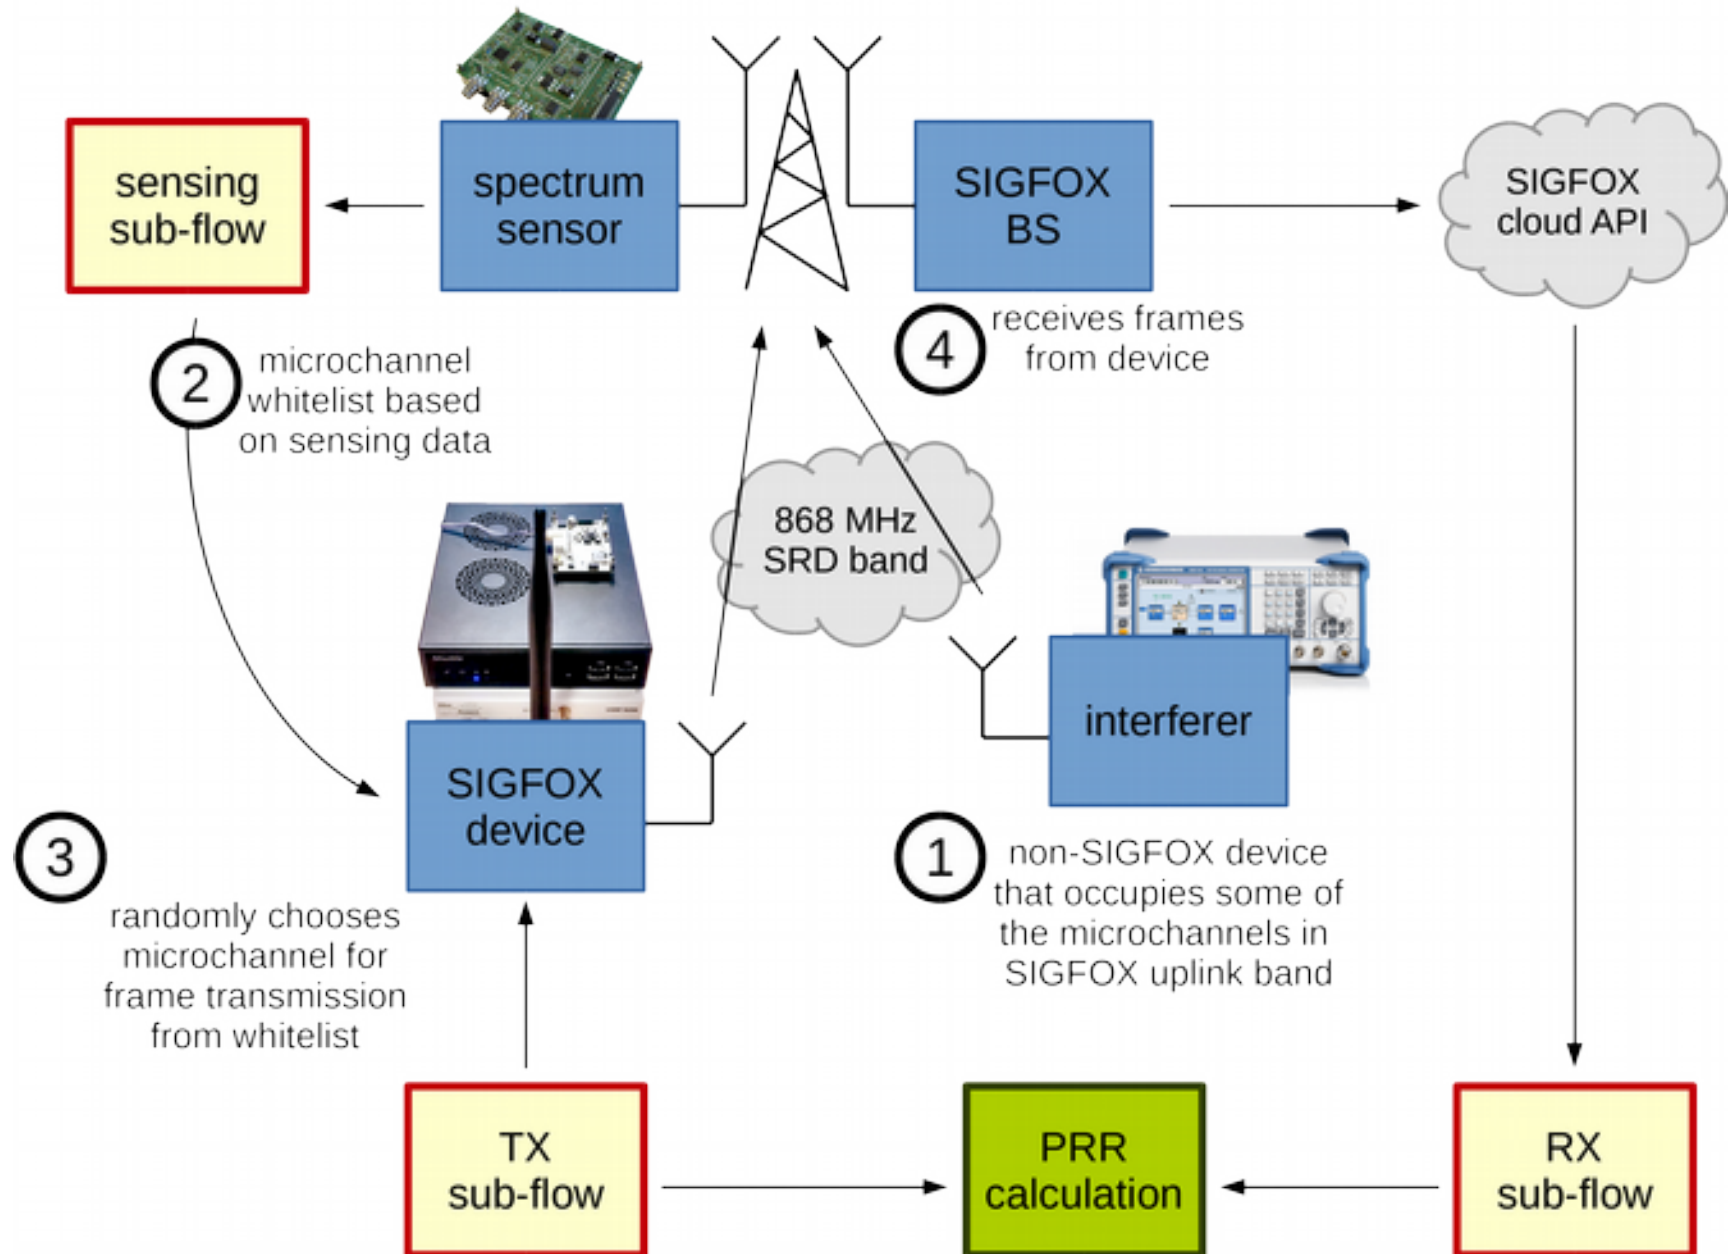 sensing
sub-flow
spectrum
sensor
SIGFOX
BS
SIGFOX
cloud API
2
microchannel
whitelist based
on sensing data
4
receives frames
from device
868 MHz
SRD band
interferer
SIGFOX
device
3
randomly chooses
microchannel for
frame transmission
from whitelist
1
non-SIGFOX device
that occupies some of
the microchannels in
SIGFOX uplink band
TX
sub-flow
PRR
calculation
RX
sub-flow